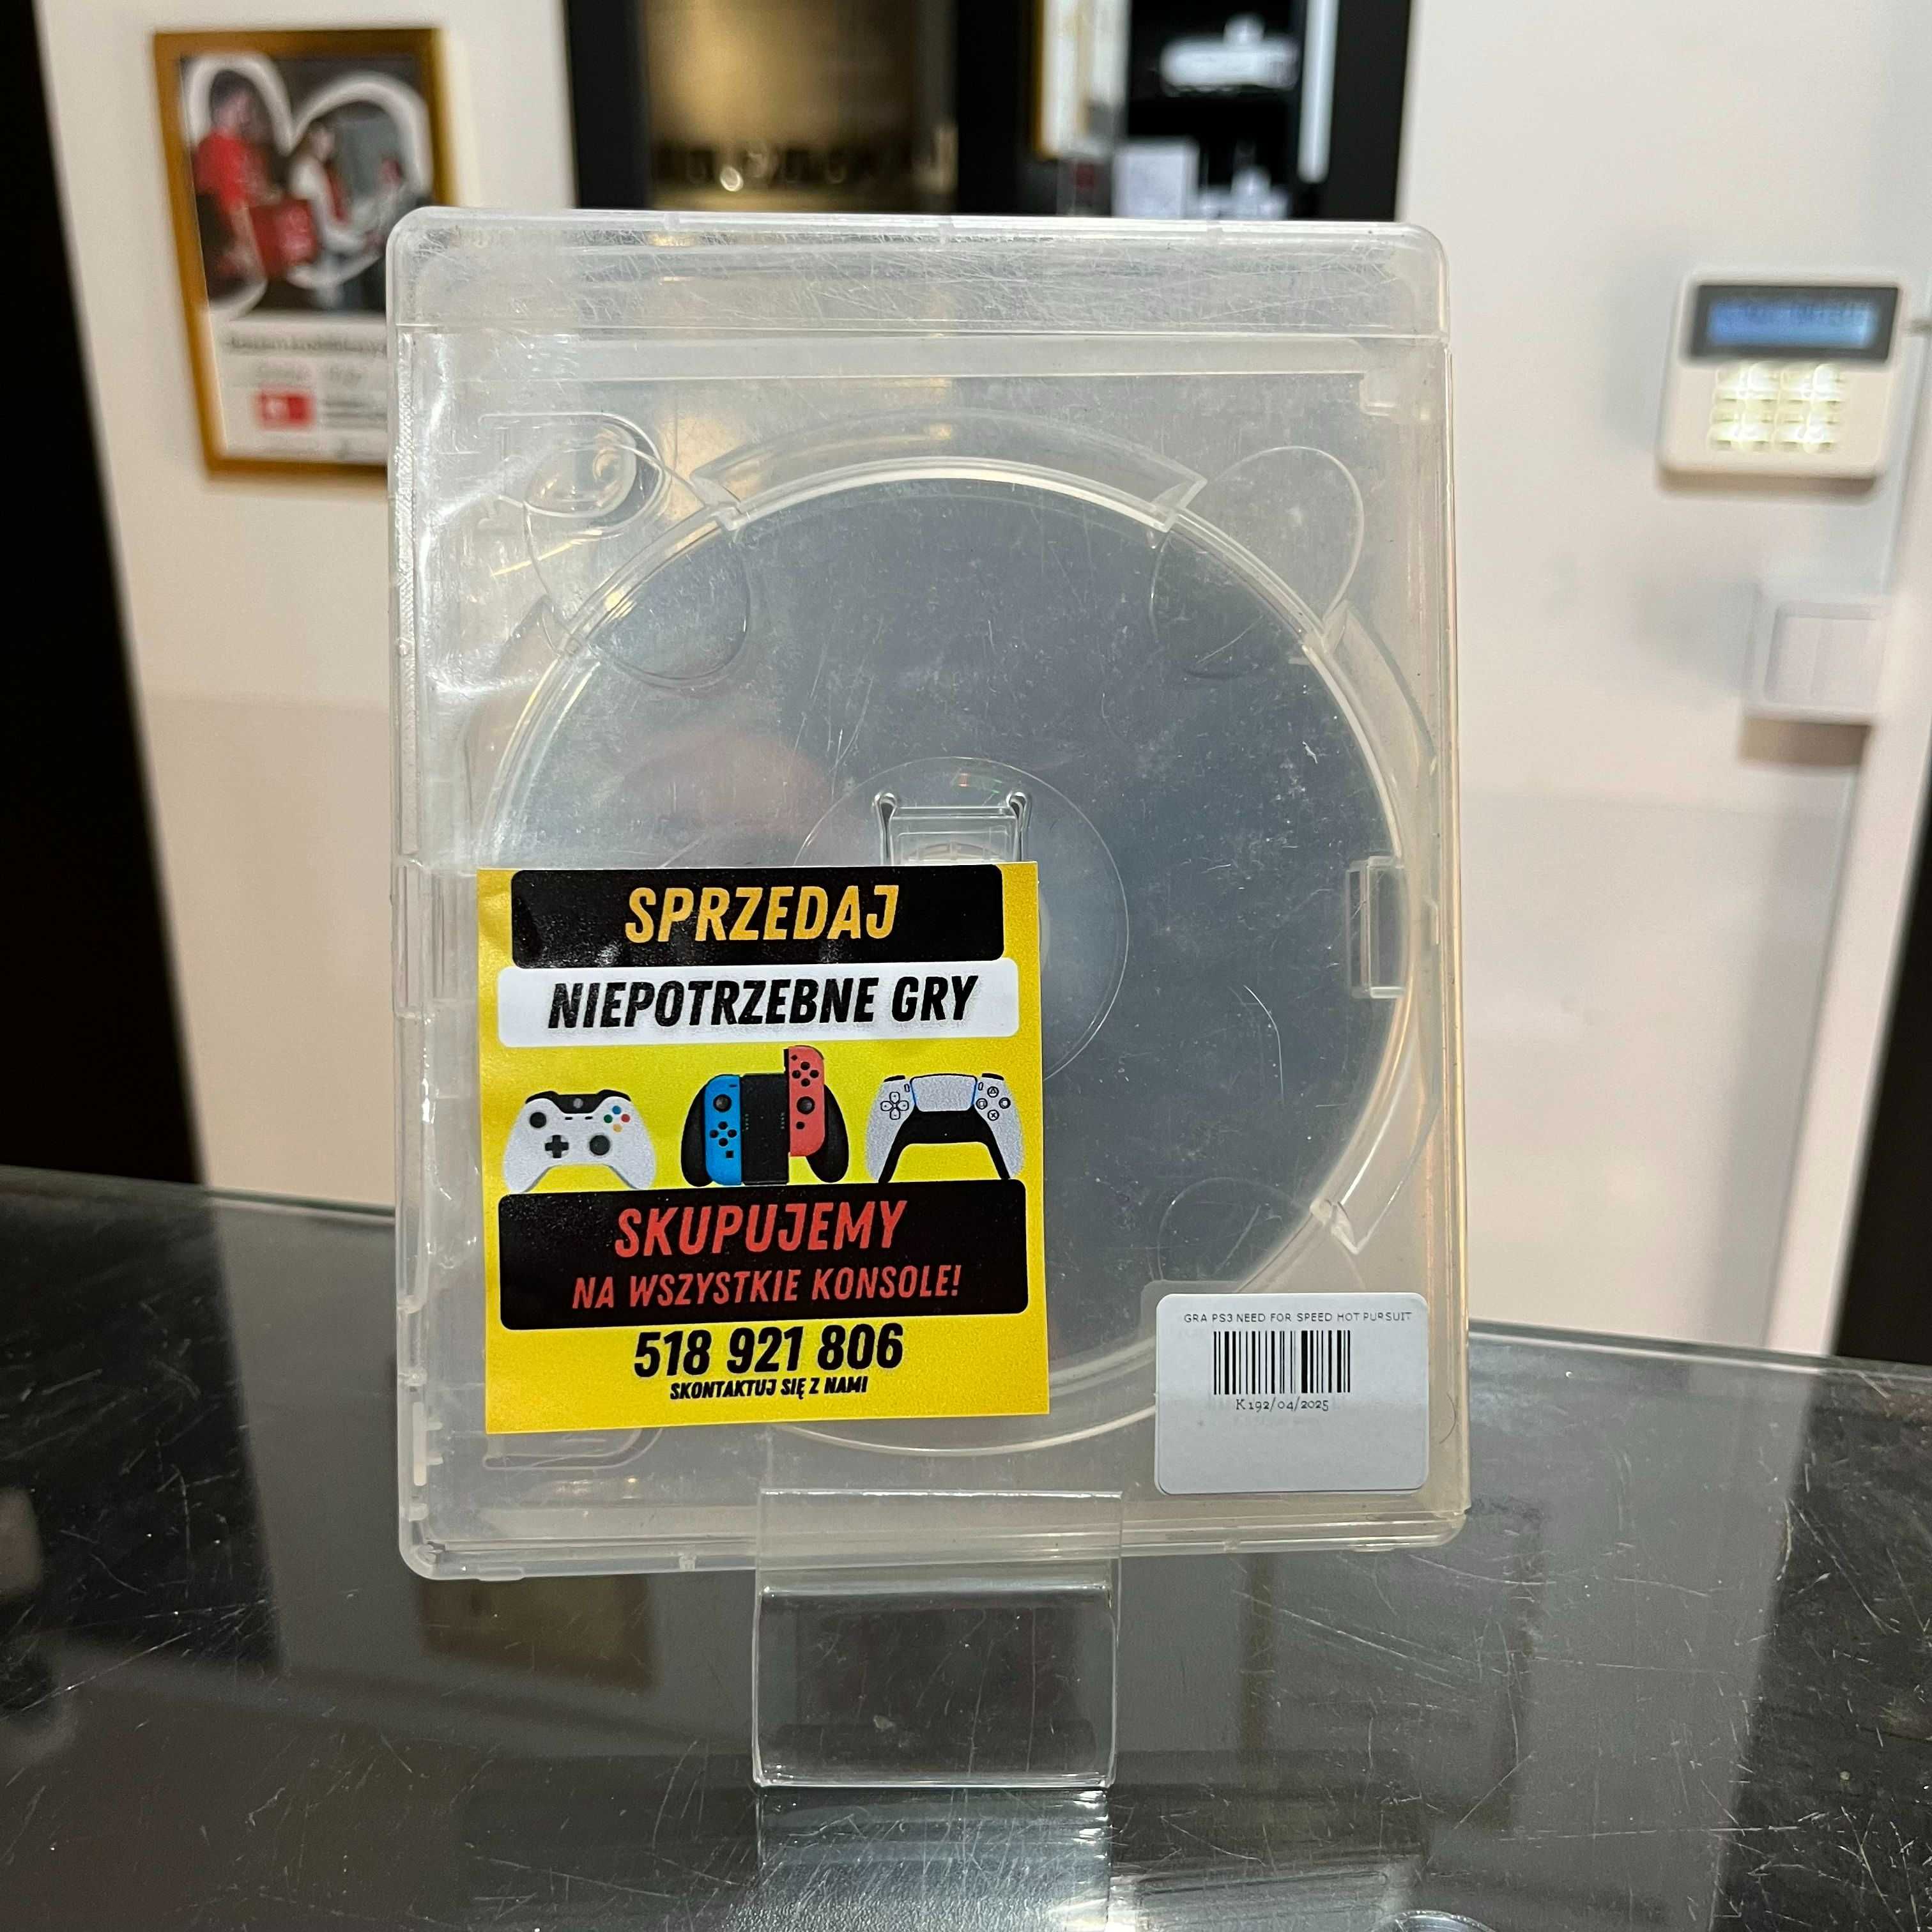 SPRZEDAJ
NIEPOTRZEBNE GRY
SKUPUJEMY
NA WSZYSTKIE KONSOLE!
518 921 806
SKONTAKTUJ SIĘ Z NAMI
GRA PS3 NEED FOR SPEED HOT PURSUIT
K192/04/2025